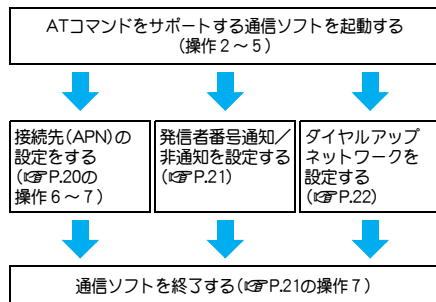 ATコマンドをサポートする通信ソフトを起動する
(操作2～5)
接続先(APN)の
設定をする
(☞P.20の
操作6～7)
発信者番号通知／
非通知を設定する
(☞P.21)
ダイヤルアップ
ネットワークを
設定する
(☞P.22)
通信ソフトを終了する(☞P.21の操作7)